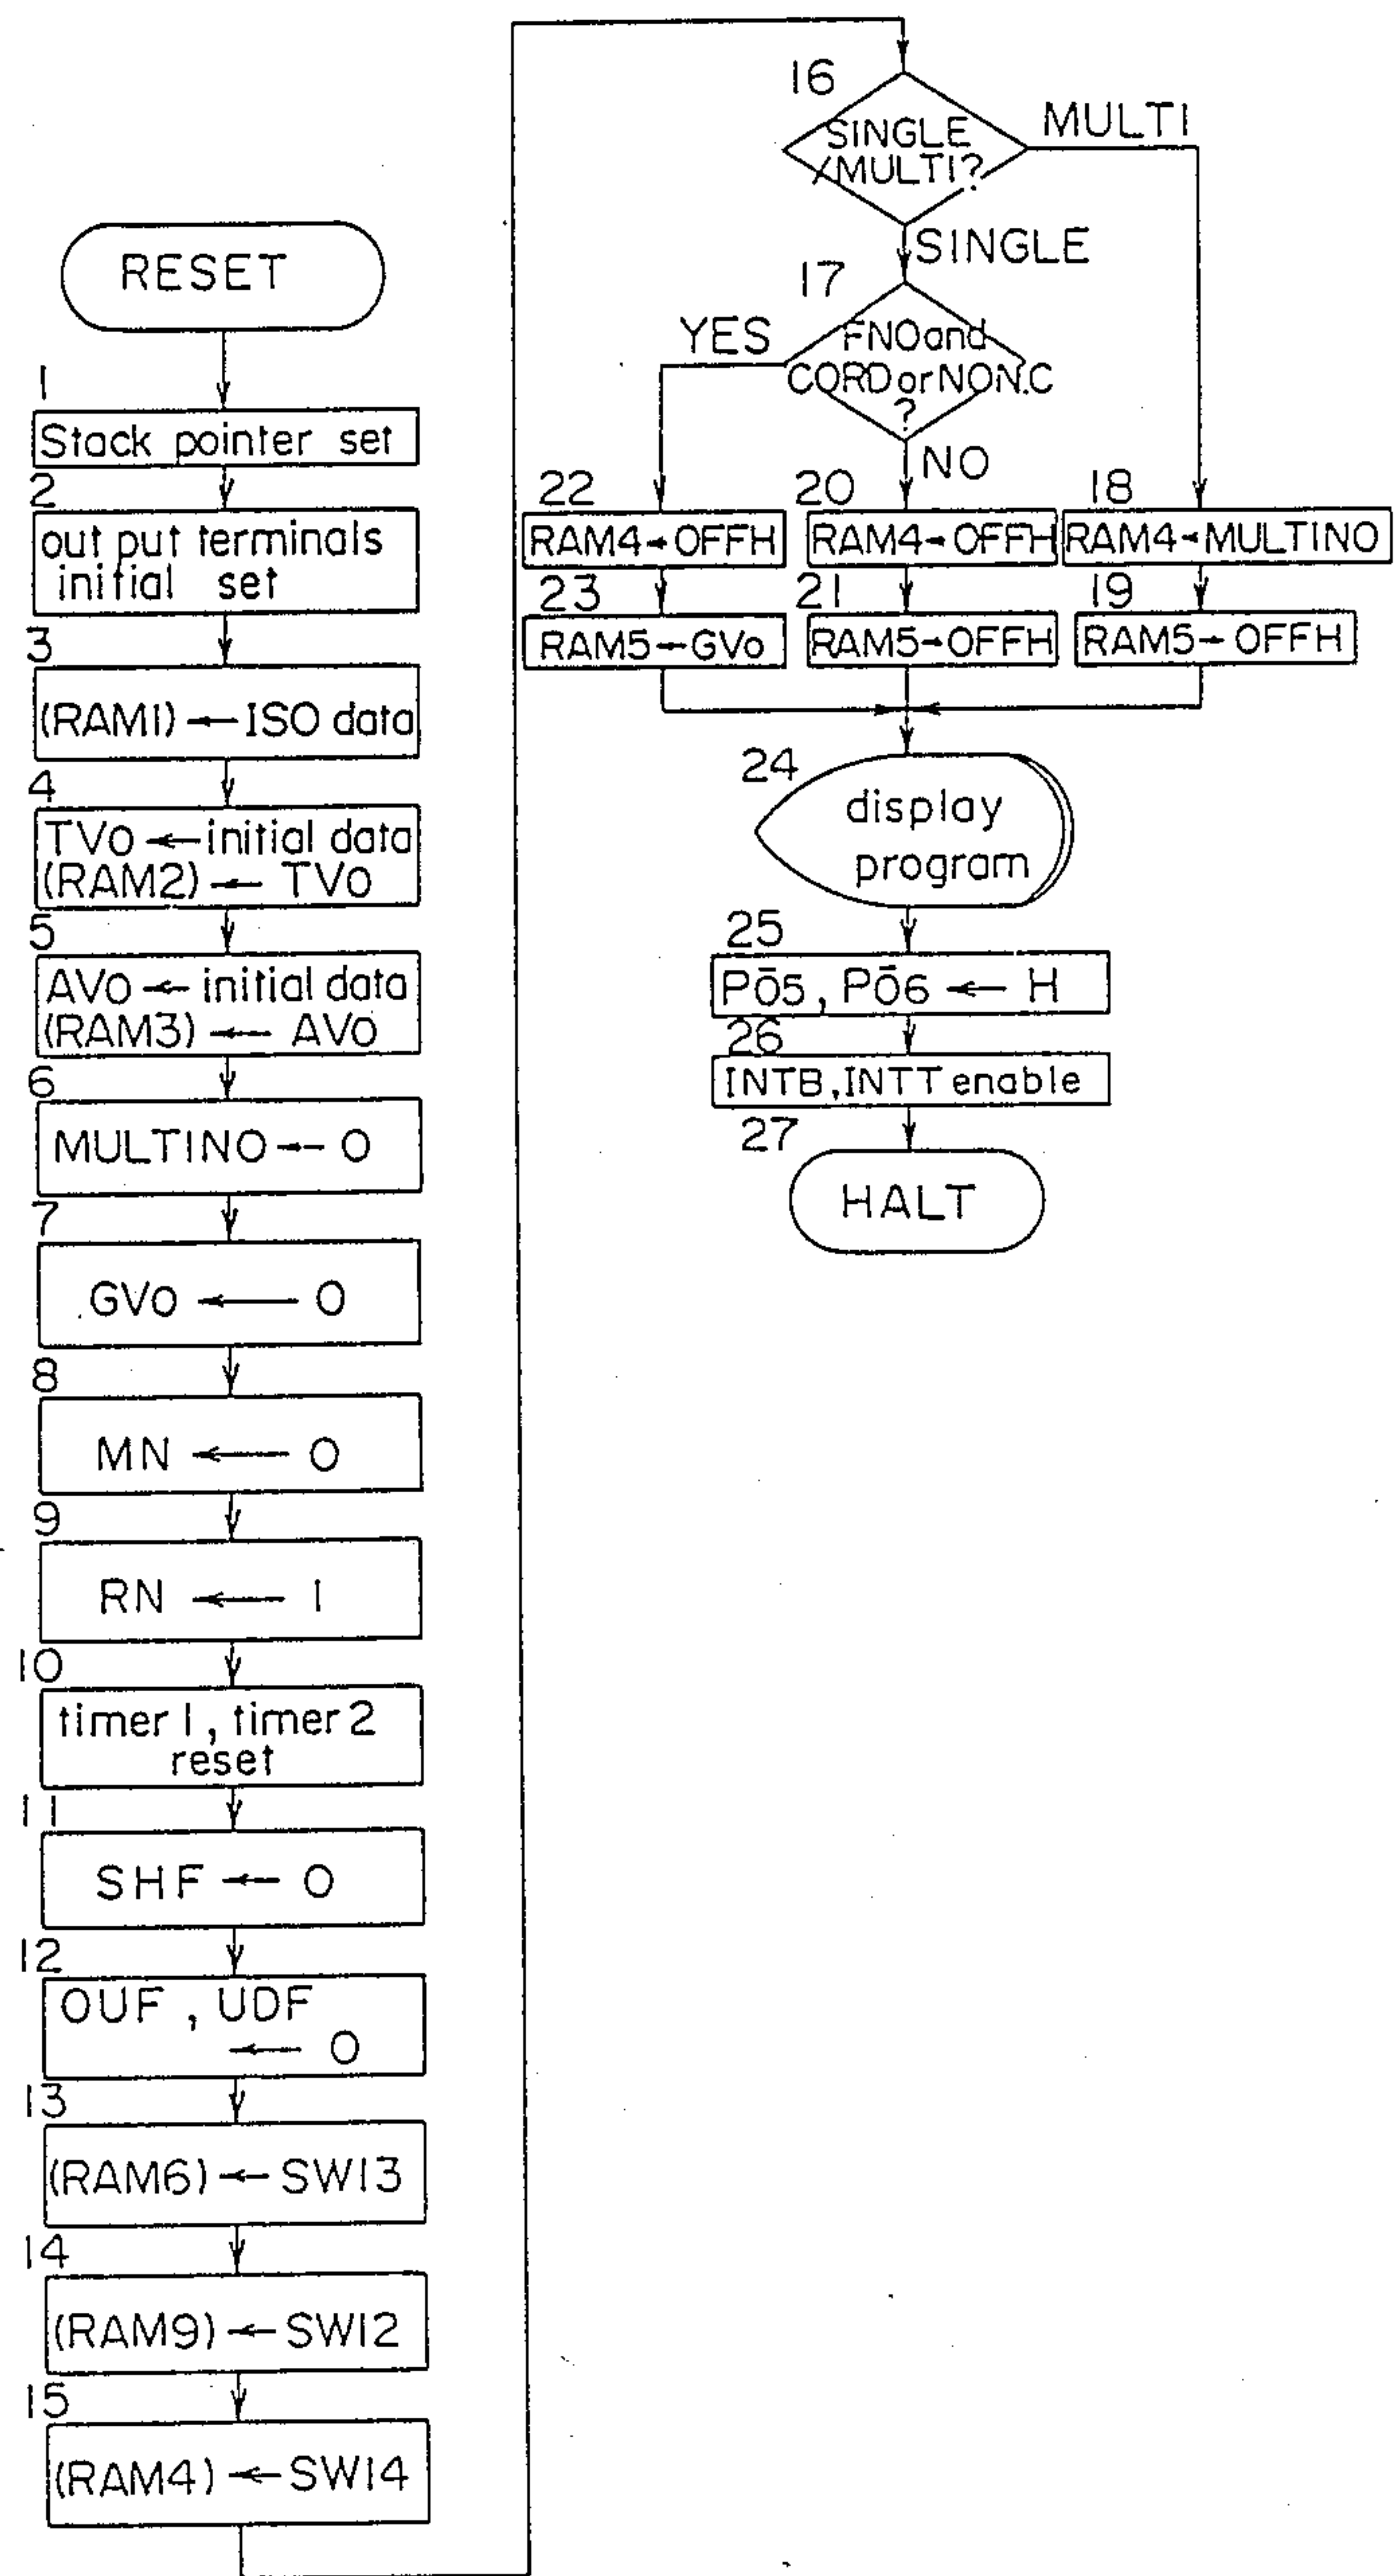 RESET
1
Stack pointer set
2
out put terminals
initial set
3
(RAM1) ← ISO data
4
TVo ← initial data
(RAM2) ← TVo
5
AVo ← initial data
(RAM3) ← AVo
6
MULTINO ← 0
7
GVo ← 0
8
MN ← 0
9
RN ← 1
10
timer 1, timer 2
reset
11
SHF ← 0
12
OUF, UDF
← 0
13
(RAM6) ← SW13
14
(RAM9) ← SW12
15
(RAM4) ← SW14
16
SINGLE
/MULTI?
MULTI
SINGLE
17
FNO and
CORD or NON.C
?
YES
NO
22
RAM4 ← OFFH
23
RAM5 ← GVo
20
RAM4 ← OFFH
21
RAM5 ← OFFH
18
RAM4 ← MULTINO
19
RAM5 ← OFFH
24
display
program
25
Pō5, Pō6 ← H
26
INTB, INTT enable
27
HALT